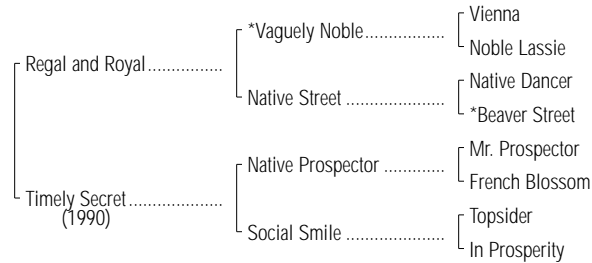 Vienna
*Vaguely Noble.................
Noble Lassie
Regal and Royal................
Native Dancer
Native Street .....................
*Beaver Street
Mr. Prospector
Native Prospector .............
French Blossom
Timely Secret....................
(1990)
Topsider
Social Smile .....................
In Prosperity